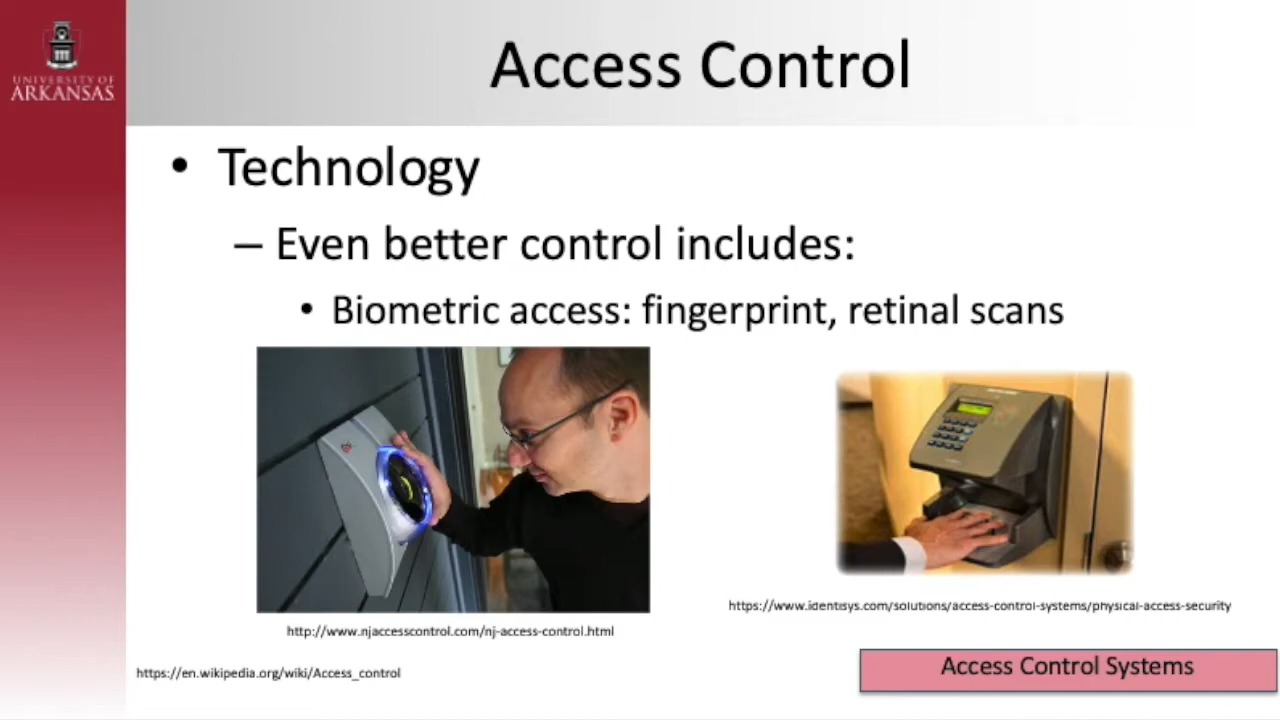 UNIVERSITY OF
ARKANSAS
Access Control
• Technology
– Even better control includes:
• Biometric access: fingerprint, retinal scans
http://www.njaccesscontrol.com/nj-access-control.html
https://www.identisys.com/solutions/access-control-systems/physical-access-security
https://en.wikipedia.org/wiki/Access_control
Access Control Systems